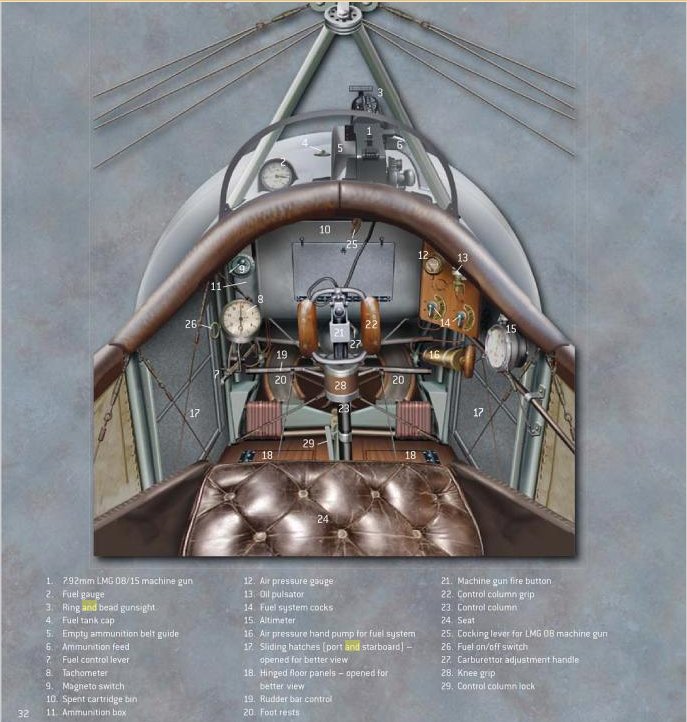 3
1
4
5
6
2
10
25
12
13
9
11
8
14
26
21
22
15
27
16
19
7
20
20
28
17
23
17
29
18
18
24
1. 7.92mm LMG 08/15 machine gun
2. Fuel gauge
3. Ring and bead gunsight
4. Fuel tank cap
5. Empty ammunition belt guide
6. Ammunition feed
7. Fuel control lever
8. Tachometer
9. Magneto switch
10. Spent cartridge bin
11. Ammunition box
12. Air pressure gauge
13. Oil pulsator
14. Fuel system cocks
15. Altimeter
16. Air pressure hand pump for fuel system
17. Sliding hatches (port and starboard) –
opened for better view
18. Hinged floor panels – opened for
better view
19. Rudder bar control
20. Foot rests
21. Machine gun fire button
22. Control column grip
23. Control column
24. Seat
25. Cocking lever for LMG 08 machine gun
26. Fuel on/off switch
27. Carburettor adjustment handle
28. Knee grip
29. Control column lock
32